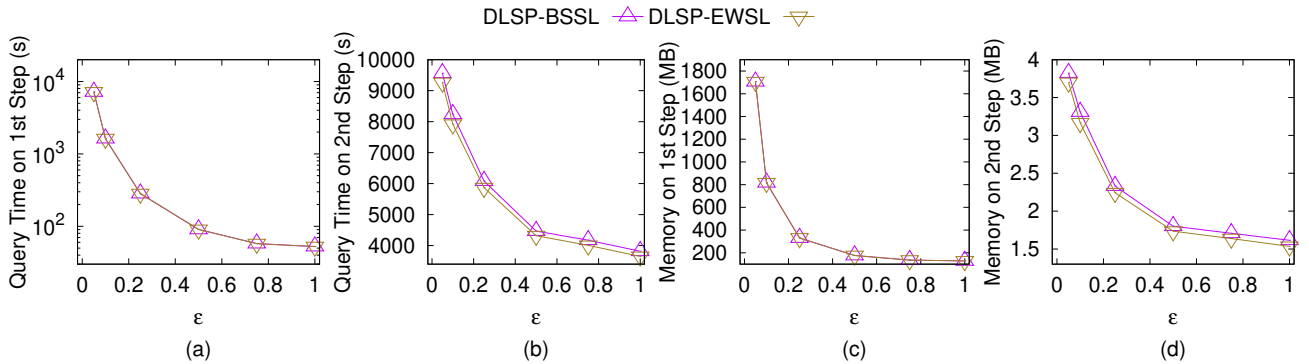 DLSP-BSSL DLSP-EWSL
Query Time on 1st Step (s)
10^4
10^3
10^2
0 0.2 0.4 0.6 0.8 1
ε
(a)
Query Time on 2nd Step (s)
10000
9000
8000
7000
6000
5000
4000
0 0.2 0.4 0.6 0.8 1
ε
(b)
Memory on 1st Step (MB)
1800
1600
1400
1200
1000
800
600
400
200
0 0.2 0.4 0.6 0.8 1
ε
(c)
Memory on 2nd Step (MB)
4
3.5
3
2.5
2
1.5
0 0.2 0.4 0.6 0.8 1
ε
(d)